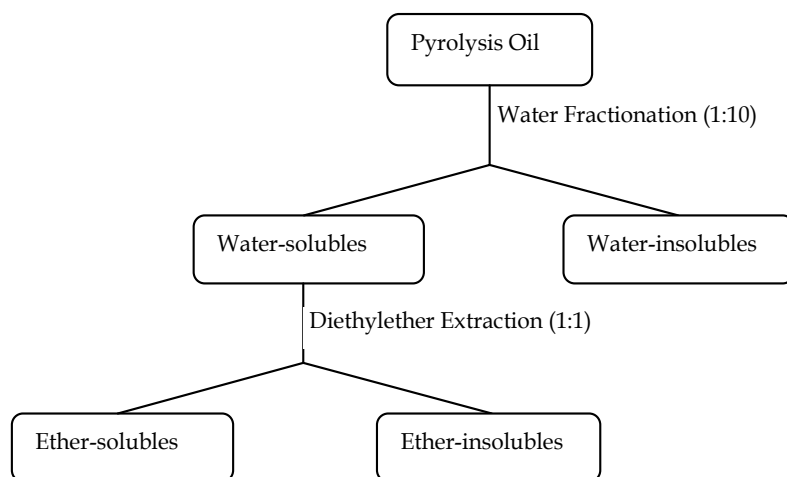 Pyrolysis Oil
Water Fractionation (1:10)
Water-solubles
Water-insolubles
Diethylether Extraction (1:1)
Ether-solubles
Ether-insolubles